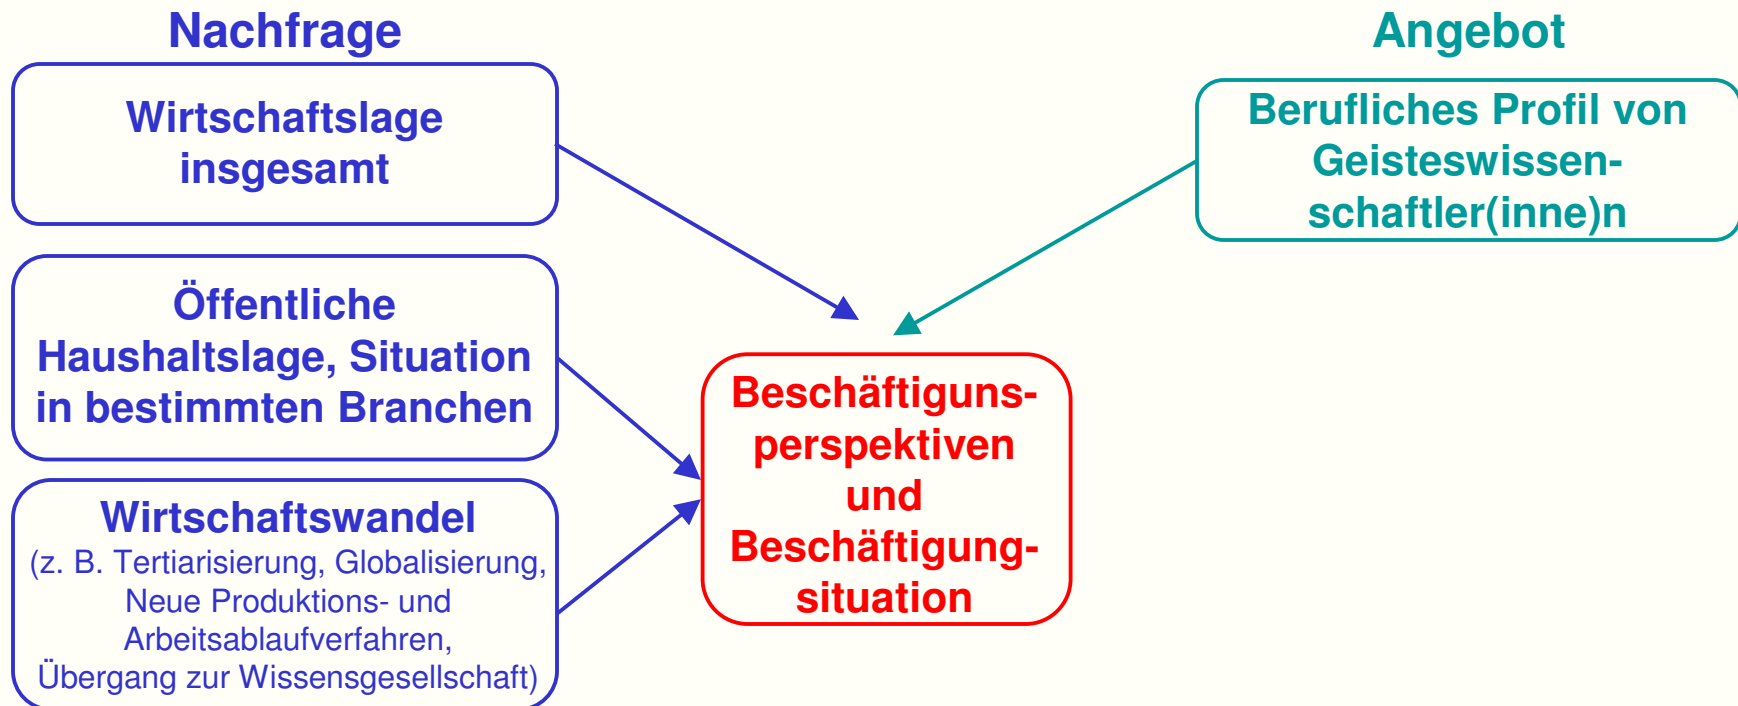 Nachfrage
Wirtschaftslage
insgesamt
Öffentliche
Haushaltslage, Situation
in bestimmten Branchen
Wirtschaftswandel
(z. B. Tertiarisierung, Globalisierung,
Neue Produktions- und
Arbeitsablaufverfahren,
Übergang zur Wissensgesellschaft)
Beschäftiguns-
perspektiven
und
Beschäftigung-
situation
Angebot
Berufliches Profil von
Geisteswissen-
schaftler(inne)n